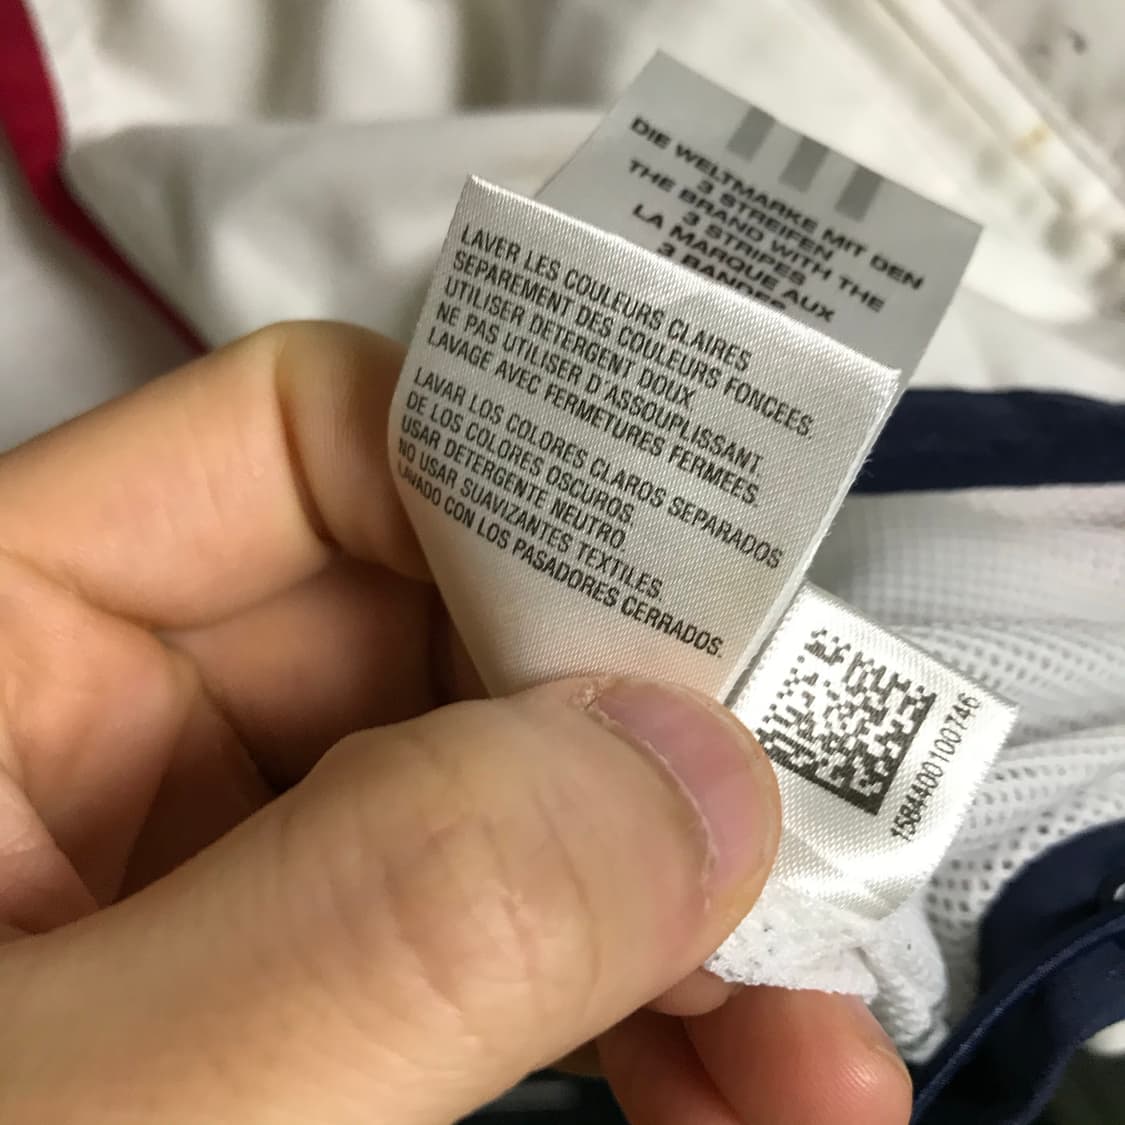 DIE WELTMARKE MIT DEN
3 STREIFEN
THE BRAND WITH THE
3 STRIPES
LA MARQUE AUX
3 BANDES
LAVER LES COULEURS CLAIRES
SEPAREMENT DES COULEURS FONCEES.
UTILISER DETERGENT DOUX
NE PAS UTILISER D'ASSOUPLISSANT.
LAVAGE AVEC FERMETURES FERMEES.
LAVAR LOS COLORES CLAROS SEPARADOS
DE LOS COLORES OSCUROS.
USAR DETERGENTE NEUTRO.
NO USAR SUAVIZANTES TEXTILES.
LAVADO CON LOS PASADORES CERRADOS.
1584400100746